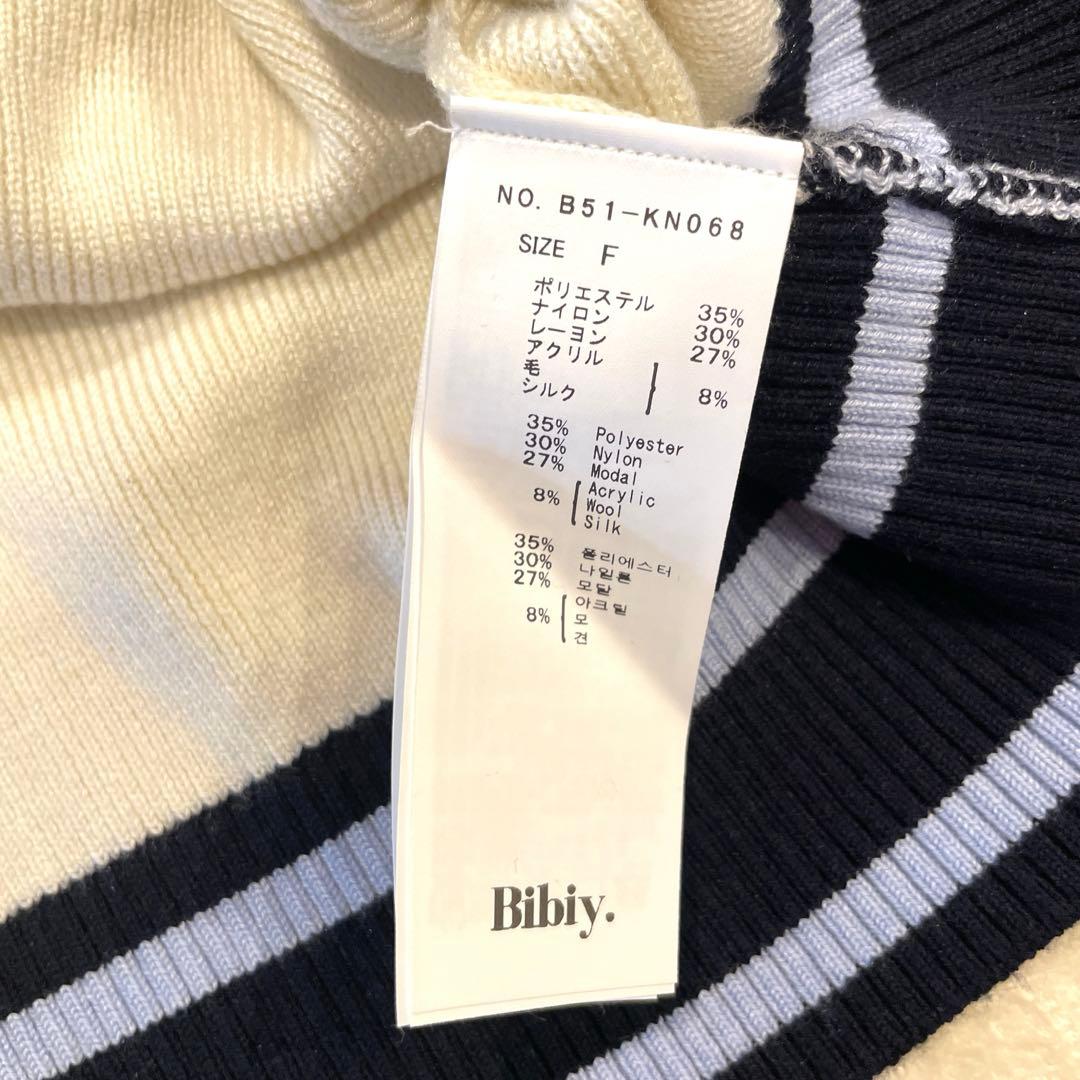 NO. B51-KN068
SIZE F
ポリエステル 35%
ナイロン 30%
レーヨン 27%
アクリル
毛 8%
シルク
35% Polyester
30% Nylon
27% Modal
Acrylic
8% Wool
Silk
35% 폴리에스터
30% 나일론
27% 모달
아크릴
8% 모
견
Bibiy.